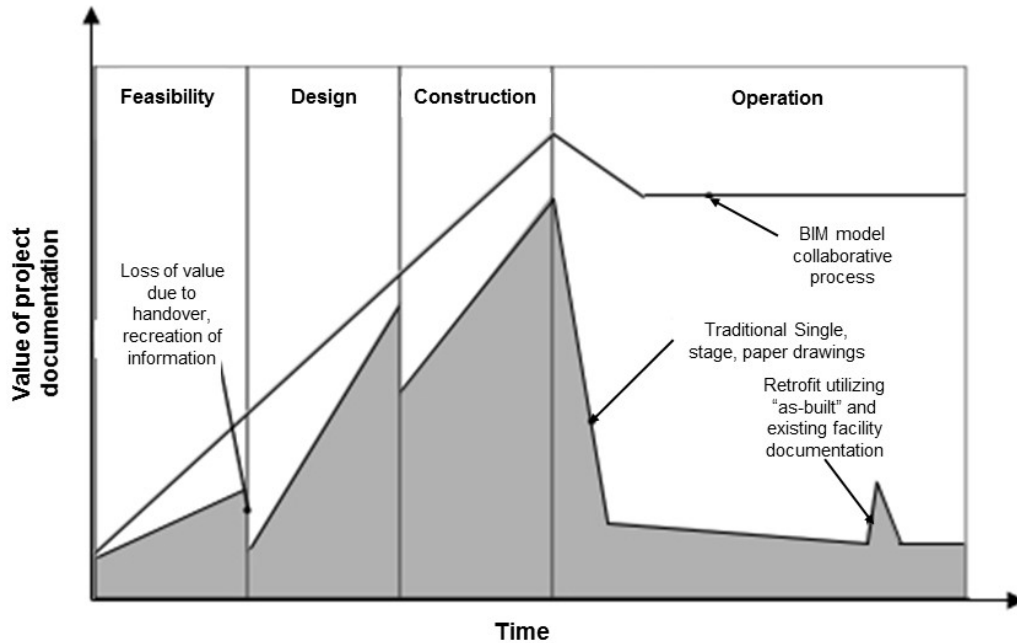 Feasibility
Design
Construction
Operation
Value of project
documentation
Loss of value
due to
handover,
recreation of
information
BIM model
collaborative
process
Traditional Single,
stage, paper drawings
Retrofit utilizing
“as-built” and
existing facility
documentation
Time